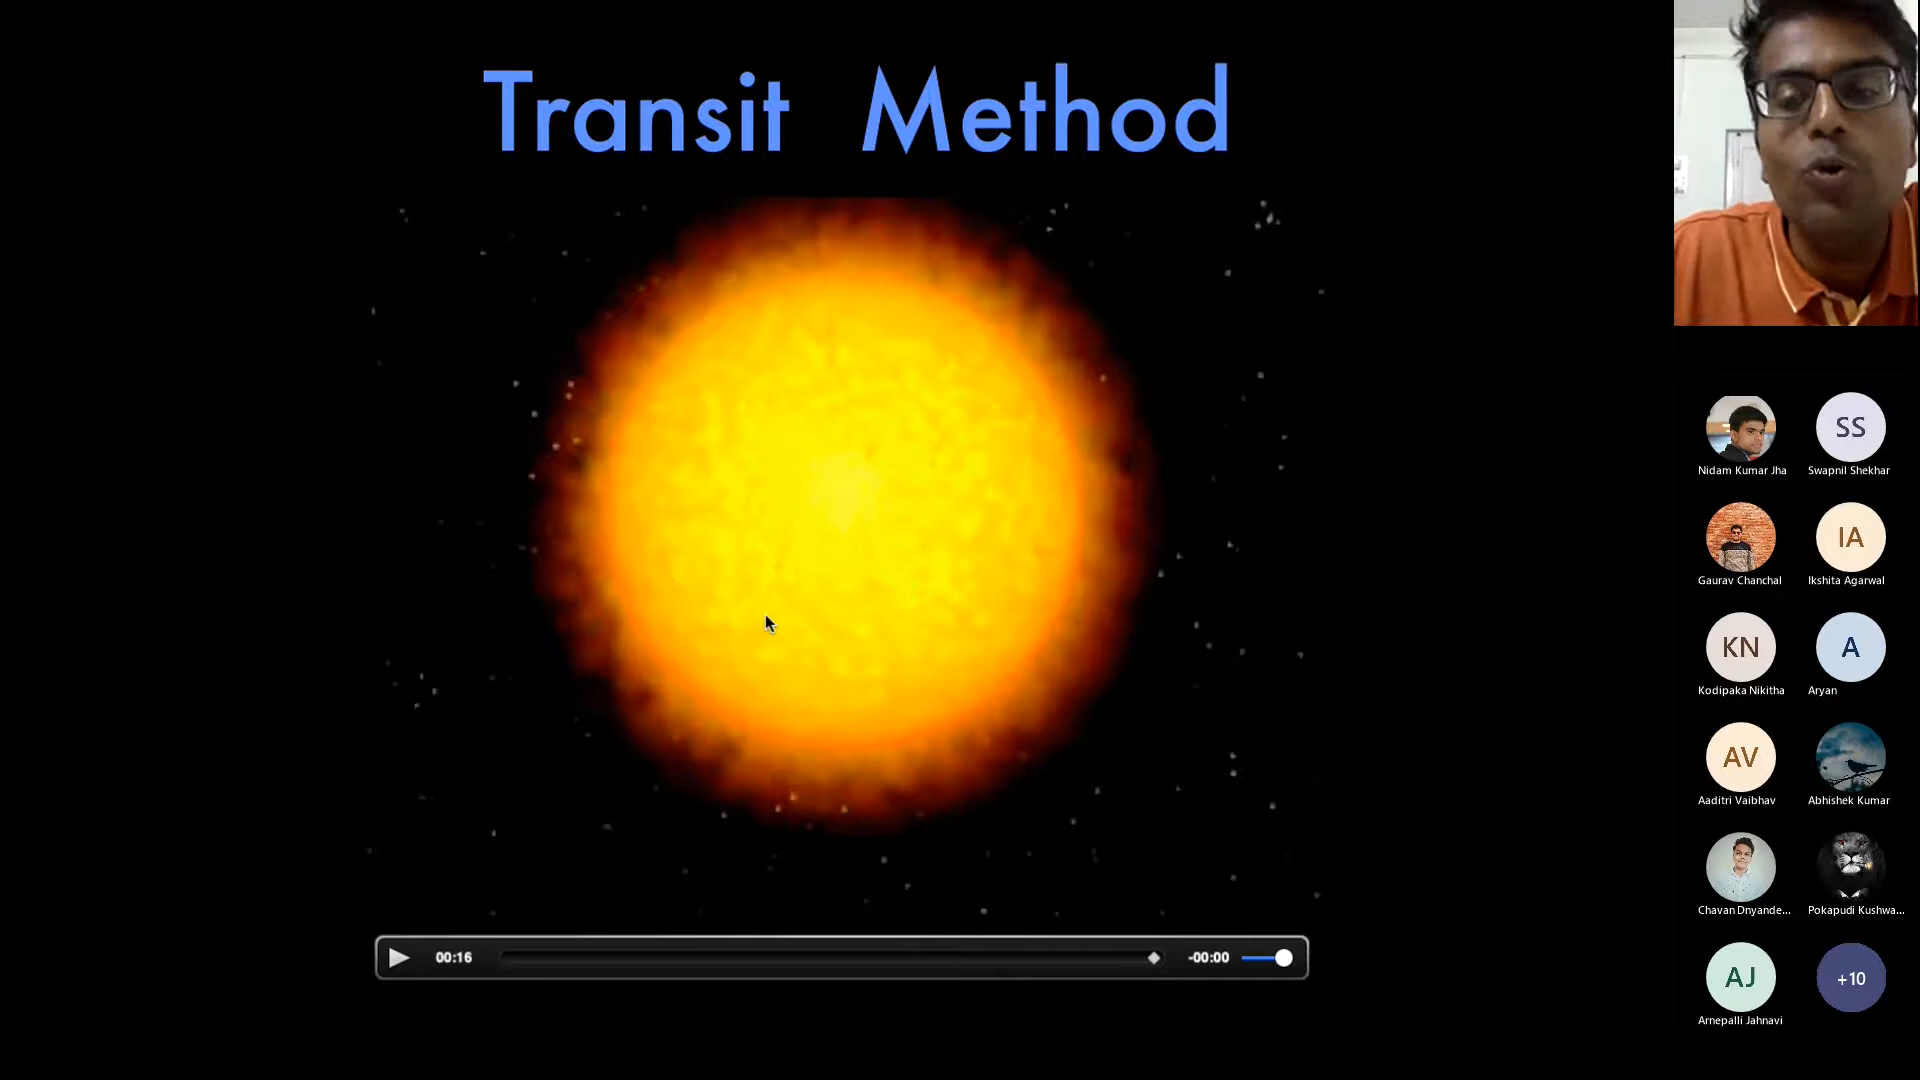 Transit Method
00:16
-00:00
Nidam Kumar Jha
SS
Swapnil Shekhar
Gaurav Chanchal
IA
Ikshita Agarwal
KN
Kodipaka Nikitha
A
Aryan
AV
Aaditri Vaibhav
Abhishek Kumar
Chavan Dnyande...
Pokapudi Kushwa...
AJ
Arnepalli Jahnavi
+10